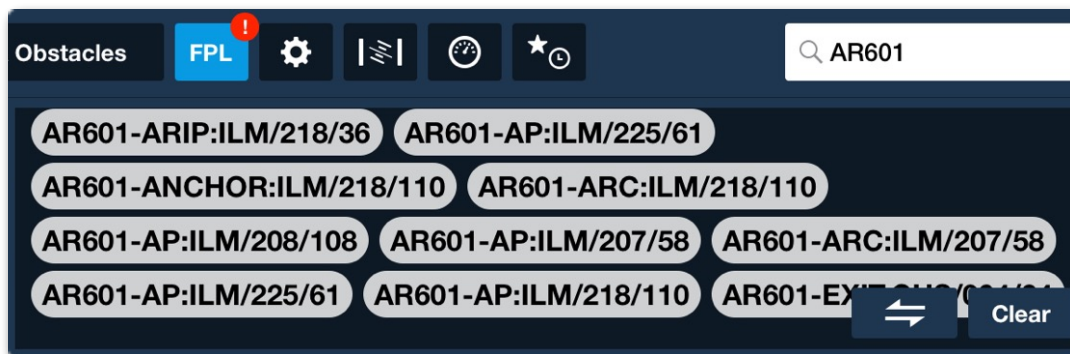 Obstacles FPL ! AR601
AR601-ARIP:ILM/218/36 AR601-AP:ILM/225/61
AR601-ANCHOR:ILM/218/110 AR601-ARC:ILM/218/110
AR601-AP:ILM/208/108 AR601-AP:ILM/207/58 AR601-ARC:ILM/207/58
AR601-AP:ILM/225/61 AR601-AP:ILM/218/110
Clear